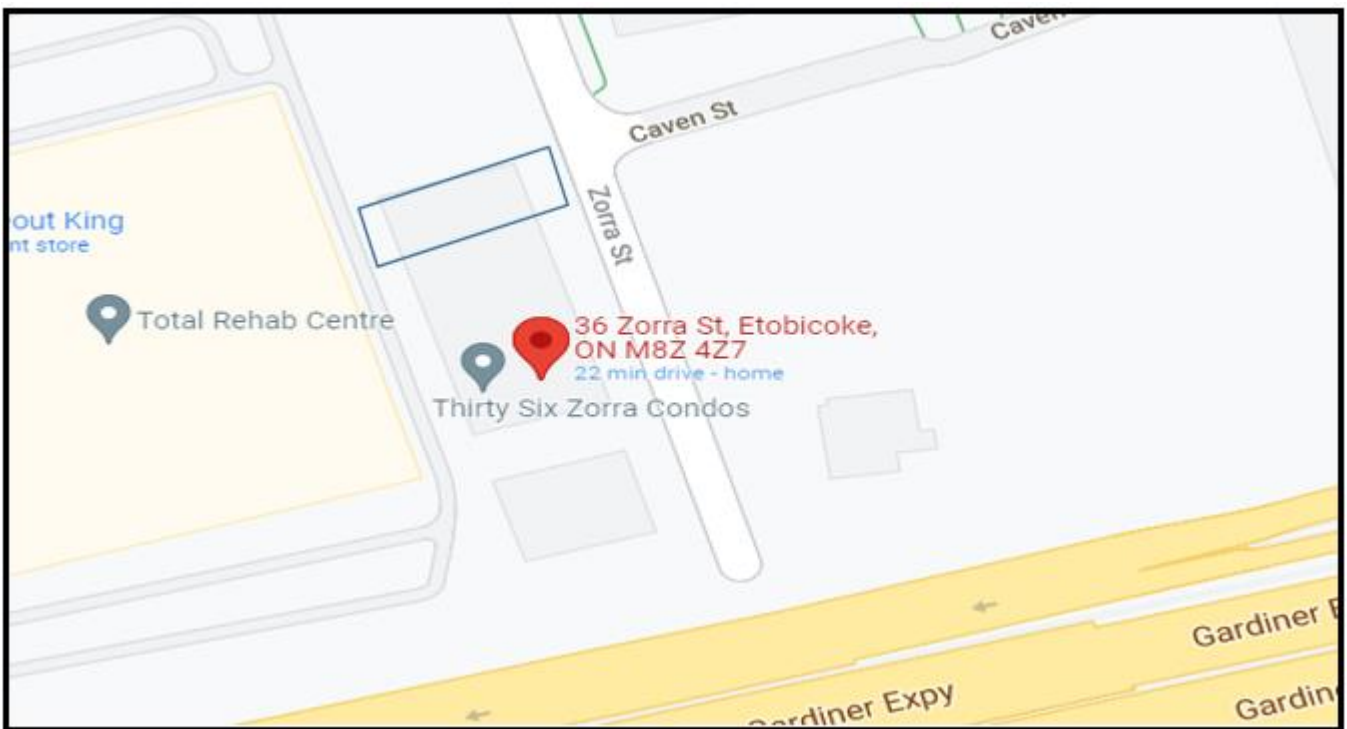 Caven
Caven St
out King
nt store
Zorra St
Total Rehab Centre
36 Zorra St, Etobicoke,
ON M8Z 4Z7
22 min drive - home
Thirty Six Zorra Condos
Gardiner E
Gardiner Expy
Gardin